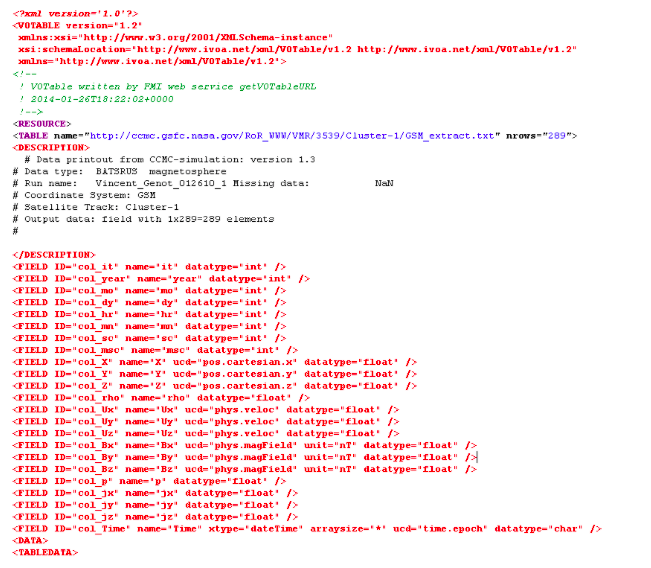 <?xml version='1.0'?>
<VOTABLE version="1.2"
xmlns:xsi="http://www.w3.org/2001/XMLSchema-instance"
xsi:schemaLocation="http://www.ivoa.net/xml/VOTable/v1.2 http://www.ivoa.net/xml/VOTable/v1.2"
xmlns="http://www.ivoa.net/xml/VOTable/v1.2">
<!--
! VOTable written by FMI web service getVOTableURL
! 2014-01-26T18:22:02+0000
!-->
<RESOURCE>
<TABLE name="http://ccmc.gsfc.nasa.gov/RoR_WWW/VMR/3539/Cluster-1/GSM_extract.txt" nrows="289">
<DESCRIPTION>
# Data printout from CCMC-simulation: version 1.3
# Data type: BATSRUS magnetosphere
# Run name: Vincent_Genot_012610_1 Missing data: NaN
# Coordinate System: GSM
# Satellite Track: Cluster-1
# Output data: field with 1x289=289 elements
#
</DESCRIPTION>
<FIELD ID="col_it" name="it" datatype="int" />
<FIELD ID="col_year" name="year" datatype="int" />
<FIELD ID="col_mo" name="mo" datatype="int" />
<FIELD ID="col_dy" name="dy" datatype="int" />
<FIELD ID="col_hr" name="hr" datatype="int" />
<FIELD ID="col_mn" name="mn" datatype="int" />
<FIELD ID="col_sc" name="sc" datatype="int" />
<FIELD ID="col_msc" name="msc" datatype="int" />
<FIELD ID="col_X" name="X" ucd="pos.cartesian.x" datatype="float" />
<FIELD ID="col_Y" name="Y" ucd="pos.cartesian.y" datatype="float" />
<FIELD ID="col_Z" name="Z" ucd="pos.cartesian.z" datatype="float" />
<FIELD ID="col_rho" name="rho" datatype="float" />
<FIELD ID="col_Ux" name="Ux" ucd="phys.veloc" datatype="float" />
<FIELD ID="col_Uy" name="Uy" ucd="phys.veloc" datatype="float" />
<FIELD ID="col_Uz" name="Uz" ucd="phys.veloc" datatype="float" />
<FIELD ID="col_Bx" name="Bx" ucd="phys.magField" unit="nT" datatype="float" />
<FIELD ID="col_By" name="By" ucd="phys.magField" unit="nT" datatype="float" />
<FIELD ID="col_Bz" name="Bz" ucd="phys.magField" unit="nT" datatype="float" />
<FIELD ID="col_p" name="p" datatype="float" />
<FIELD ID="col_jx" name="jx" datatype="float" />
<FIELD ID="col_jy" name="jy" datatype="float" />
<FIELD ID="col_jz" name="jz" datatype="float" />
<FIELD ID="col_Time" name="Time" xtype="dateTime" arraysize="*" ucd="time.epoch" datatype="char" />
<DATA>
<TABLEDATA>